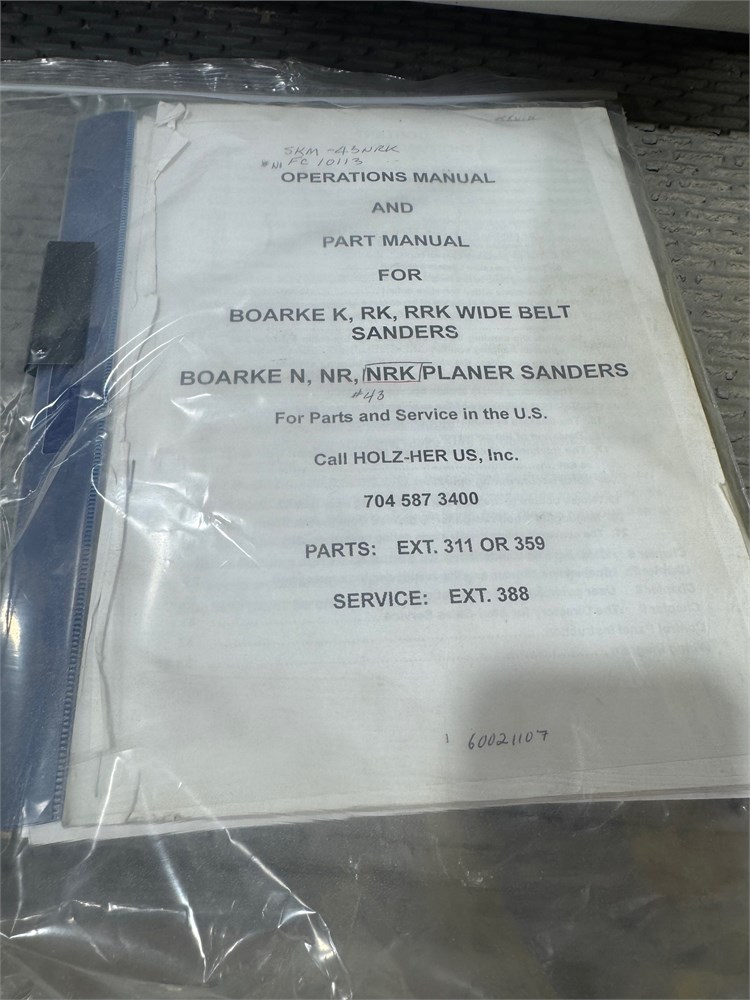 SKM -43NRK
FC 10113
OPERATIONS MANUAL
AND
PART MANUAL
FOR
BOARKE K, RK, RRK WIDE BELT
SANDERS
BOARKE N, NR, NRK PLANER SANDERS
#43
For Parts and Service in the U.S.
Call HOLZ-HER US, Inc.
704 587 3400
PARTS: EXT. 311 OR 359
SERVICE: EXT. 388
60021107